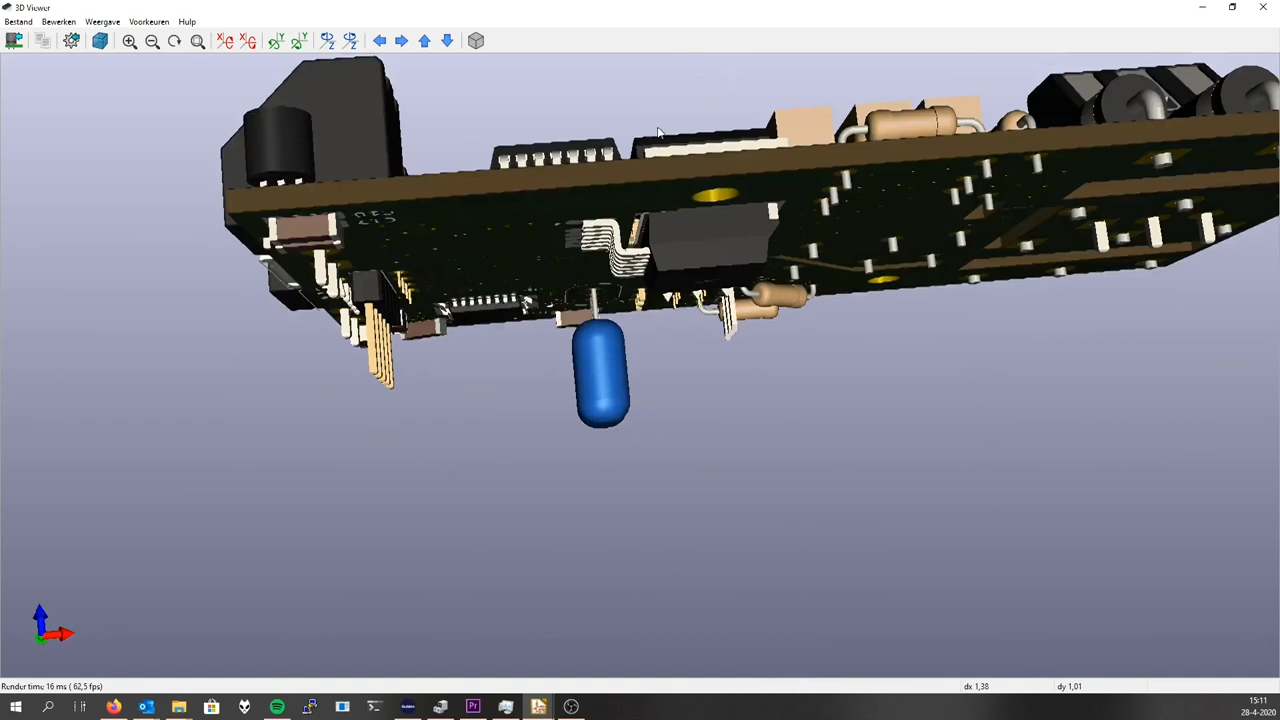 3D Viewer
Bestand Bewerken Weergave Voorkeuren Hulp
Render time 16 ms ( 62,5 fps)
dx 1,38
dy 1,01
15:11
28-4-2020